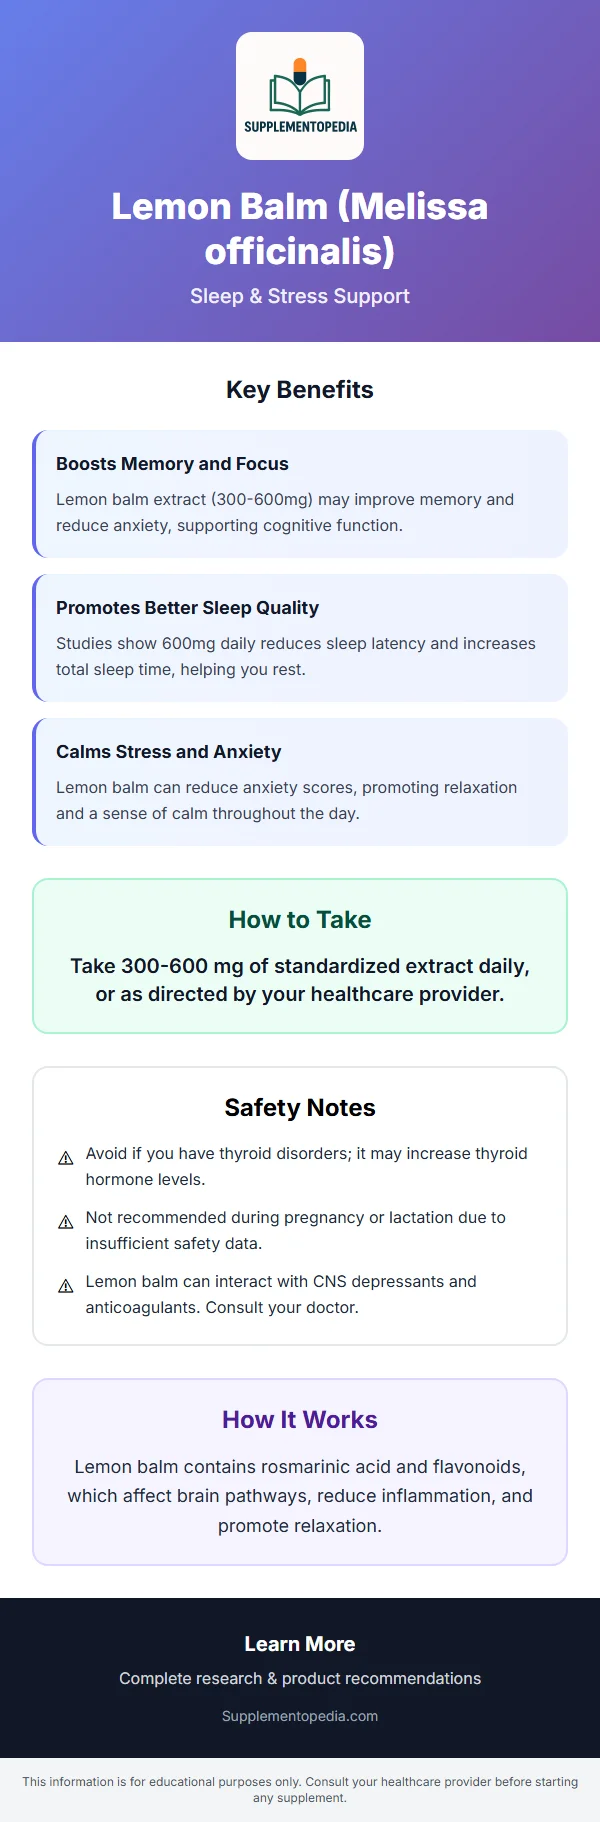 SUPPLEMENTOPEDIA
Lemon Balm (Melissa
officinalis)
Sleep & Stress Support
Key Benefits
Boosts Memory and Focus
Lemon balm extract (300-600mg) may improve memory and
reduce anxiety, supporting cognitive function.
Promotes Better Sleep Quality
Studies show 600mg daily reduces sleep latency and increases
total sleep time, helping you rest.
Calms Stress and Anxiety
Lemon balm can reduce anxiety scores, promoting relaxation
and a sense of calm throughout the day.
How to Take
Take 300-600 mg of standardized extract daily,
or as directed by your healthcare provider.
Safety Notes
Avoid if you have thyroid disorders; it may increase thyroid
hormone levels.
Not recommended during pregnancy or lactation due to
insufficient safety data.
Lemon balm can interact with CNS depressants and
anticoagulants. Consult your doctor.
How It Works
Lemon balm contains rosmarinic acid and flavonoids,
which affect brain pathways, reduce inflammation, and
promote relaxation.
Learn More
Complete research & product recommendations
Supplementopedia.com
This information is for educational purposes only. Consult your healthcare provider before starting
any supplement.